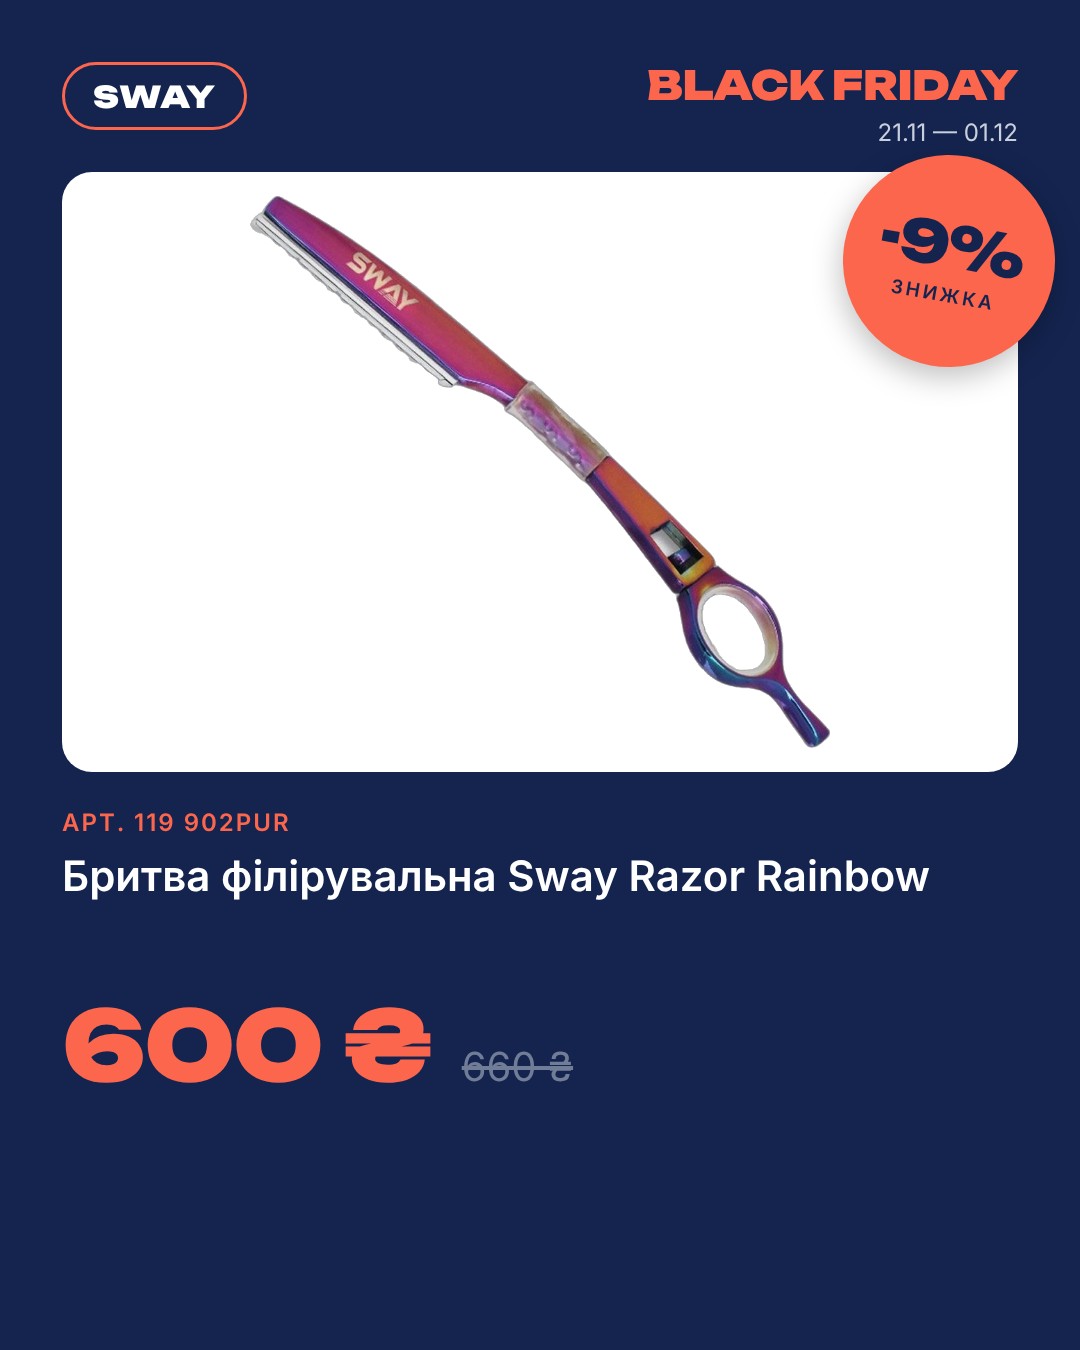 SWAY
BLACK FRIDAY
21.11 — 01.12
-9%
ЗНИЖКА
SWAY
АРТ. 119 902PUR
Бритва філірувальна Sway Razor Rainbow
600 ₴ 660 ₴